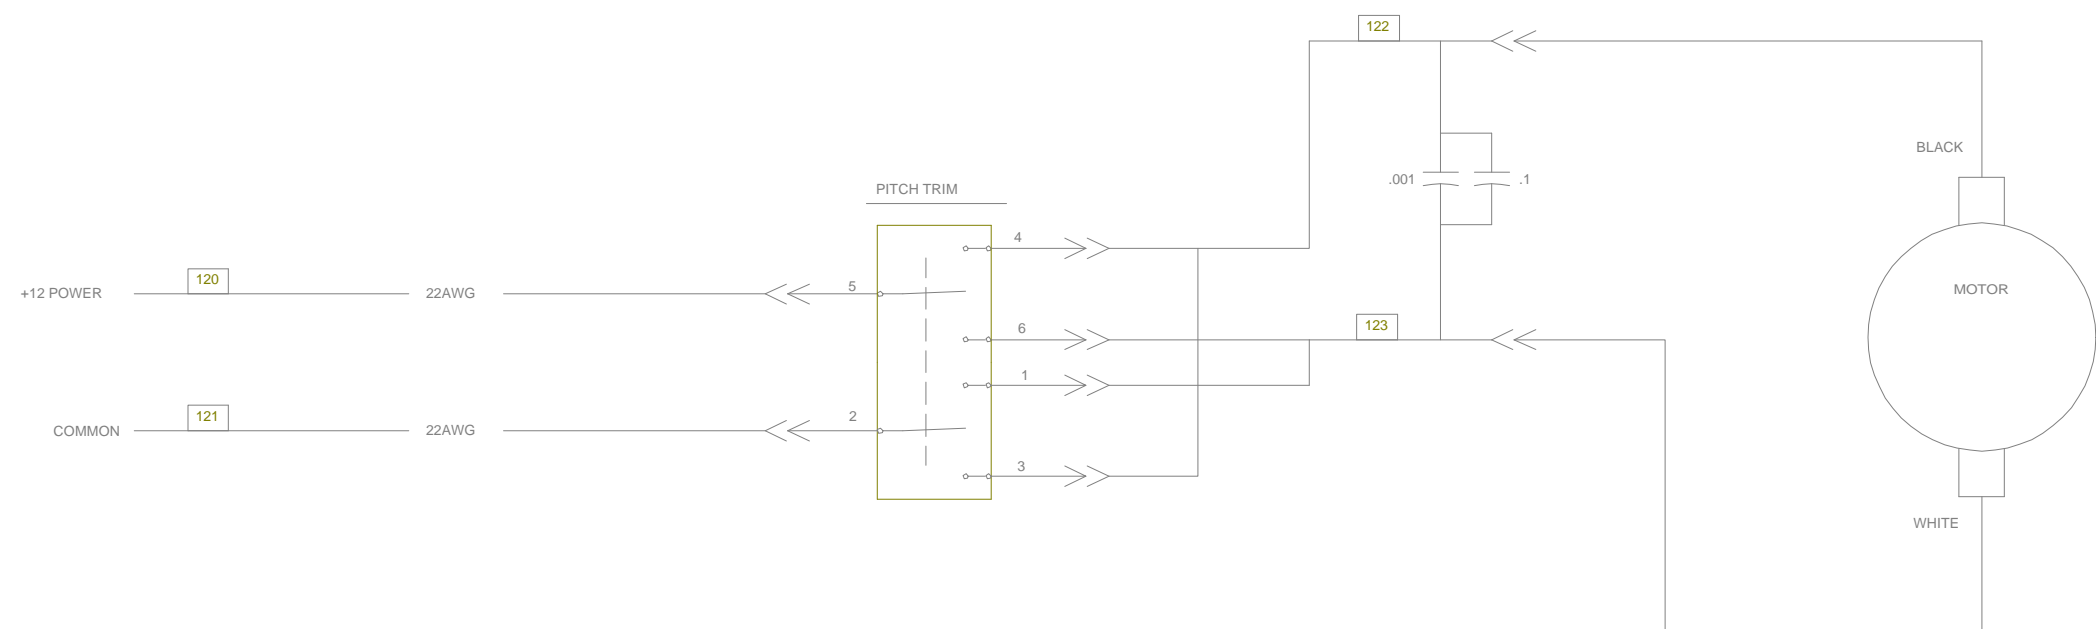 122
BLACK
.001
.1
PITCH TRIM
4
+12 POWER
120
22AWG
5
MOTOR
6
123
1
COMMON
121
22AWG
2
3
WHITE